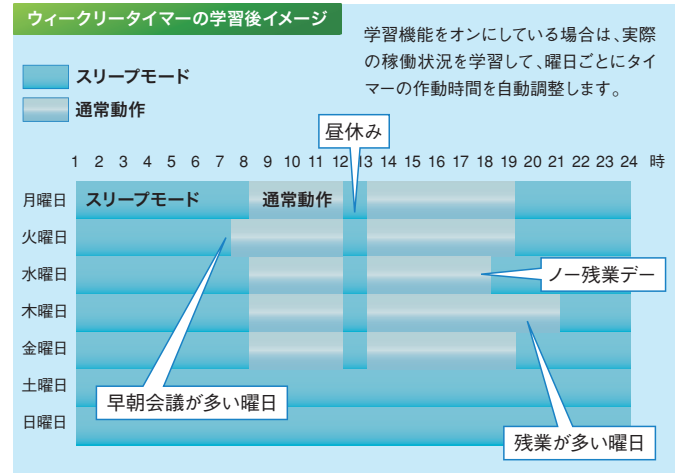 ウィークリータイマーの学習後イメージ
学習機能をオンにしている場合は、実際
の稼働状況を学習して、曜日ごとにタイ
マーの作動時間を自動調整します。
スリープモード
通常動作
昼休み
1 2 3 4 5 6 7 8 9 10 11 12 13 14 15 16 17 18 19 20 21 22 23 24 時
月曜日 スリープモード 通常動作
火曜日
水曜日
ノー残業デー
木曜日
金曜日
土曜日
早朝会議が多い曜日
日曜日
残業が多い曜日